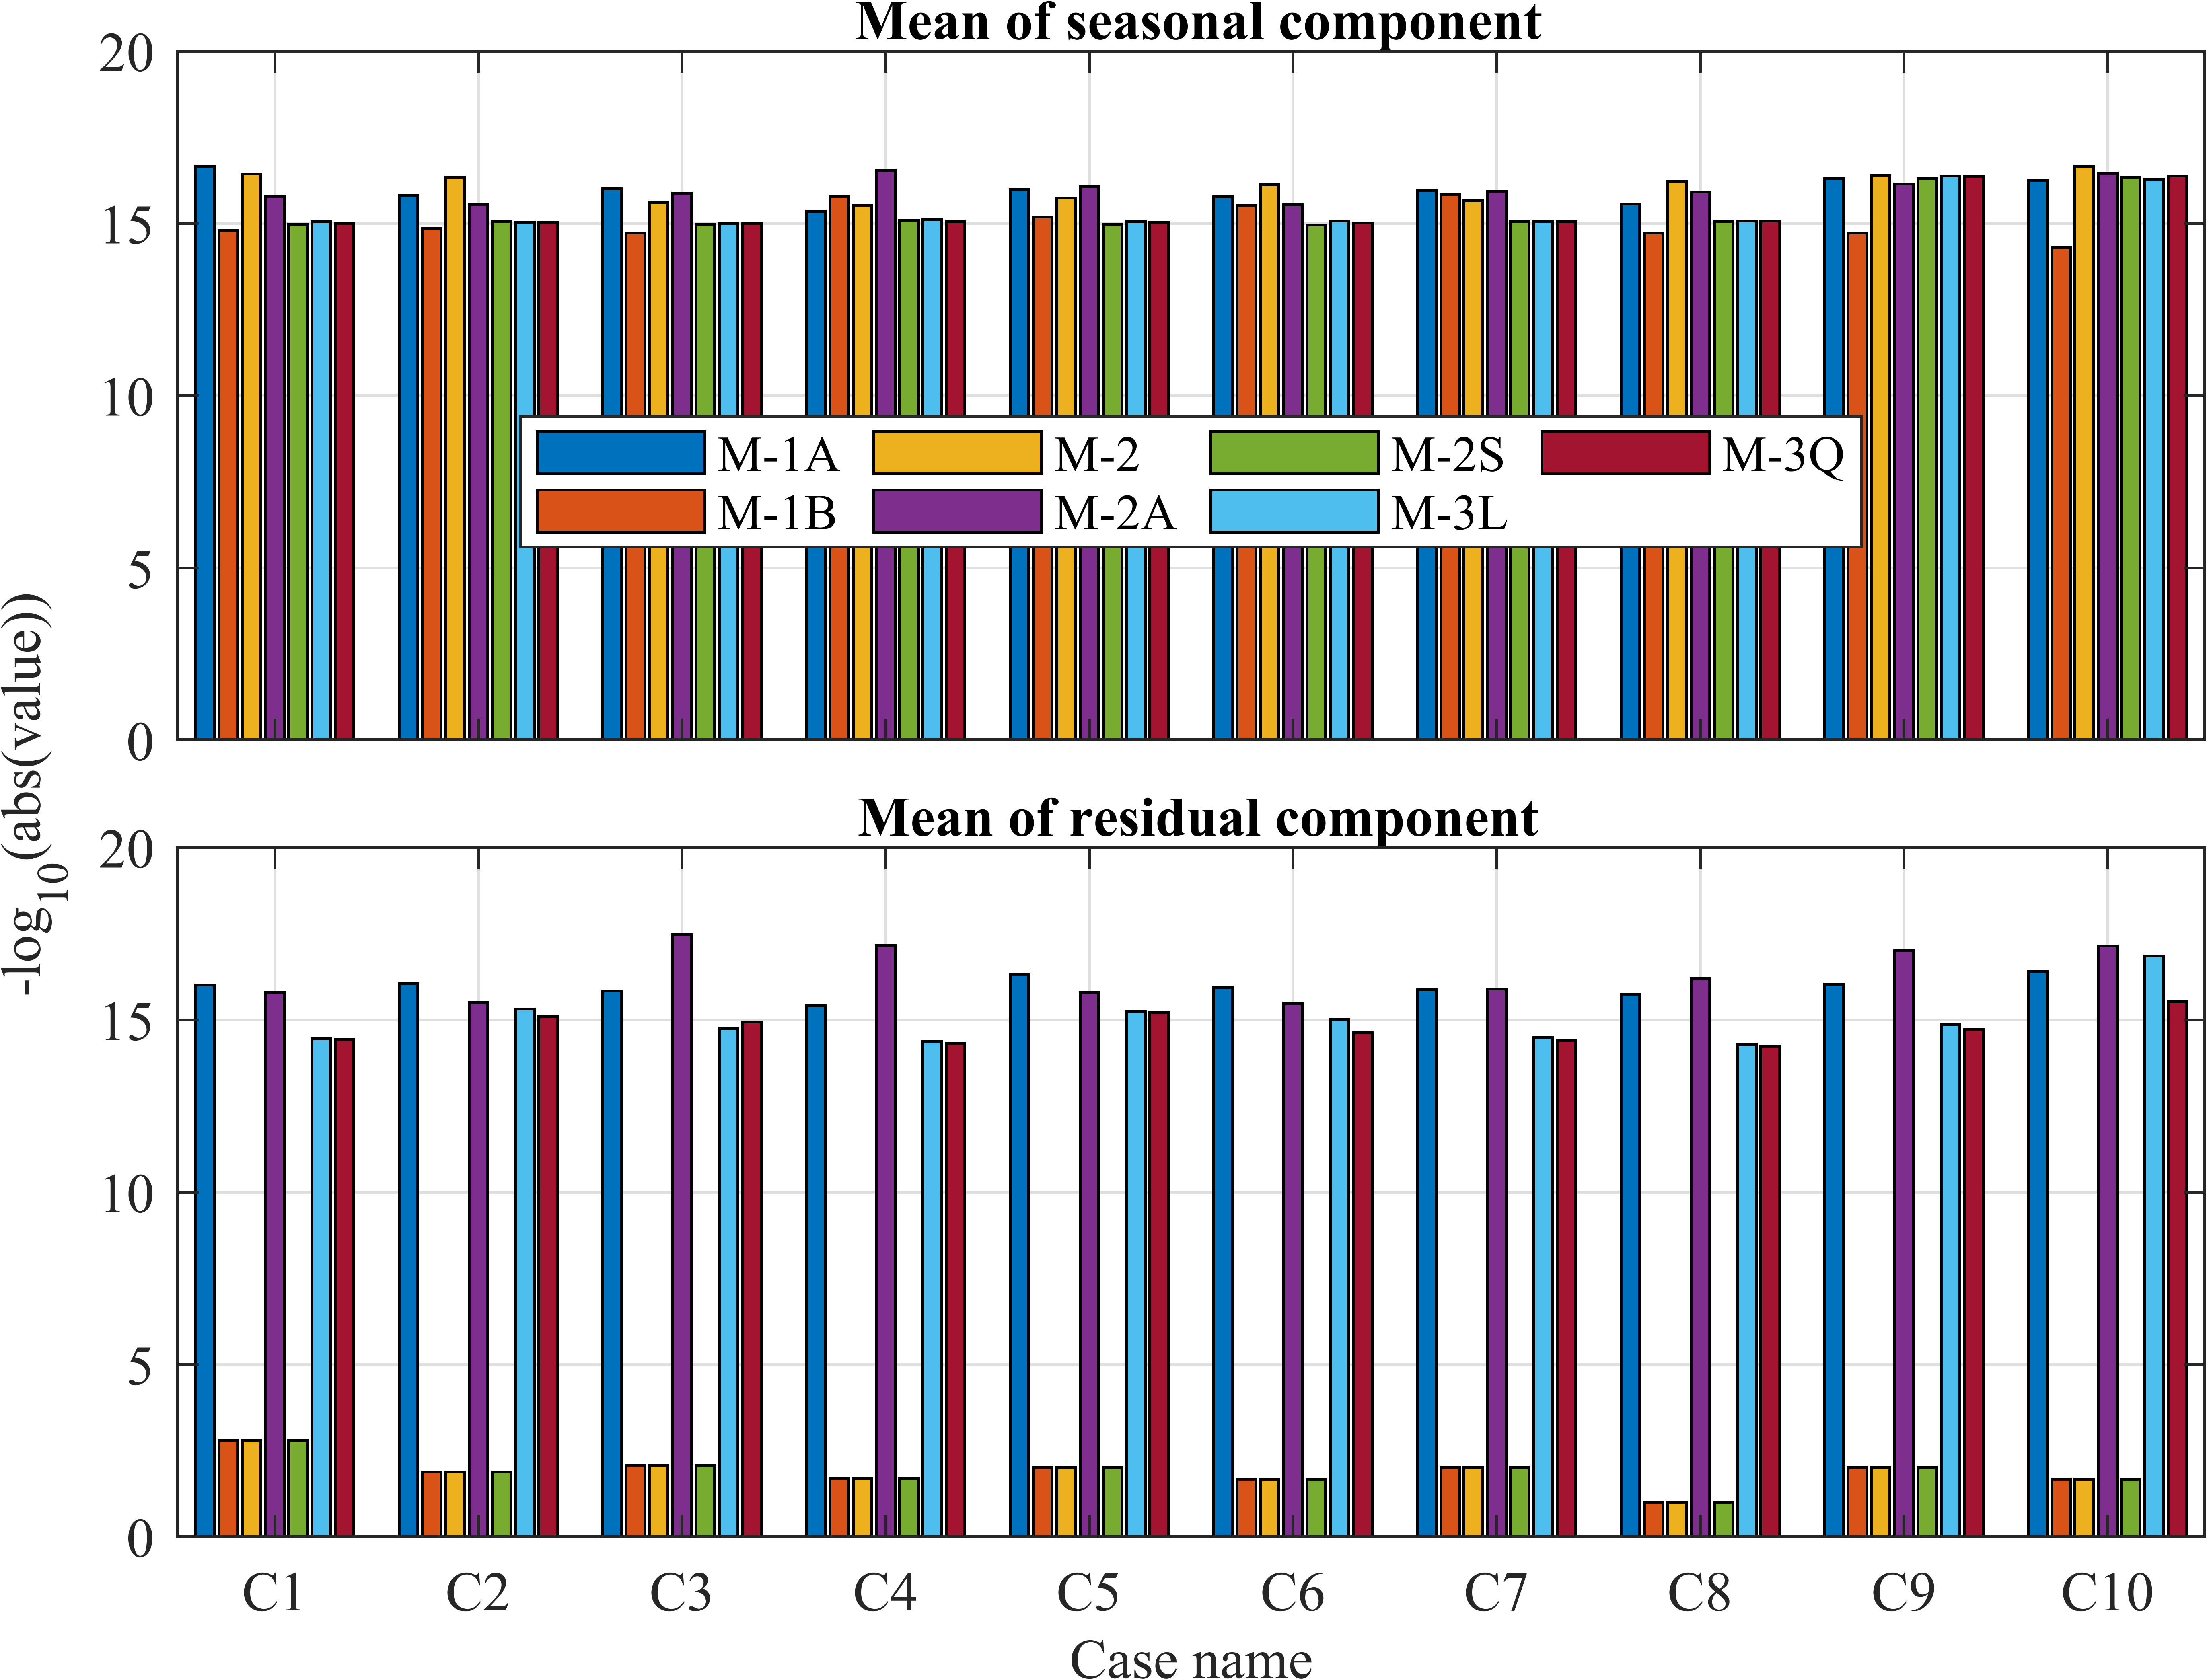 Mean of seasonal component
20
15
10
5
0
M-1A M-2 M-2S M-3Q
M-1B M-2A M-3L
-log10(abs(value))
Mean of residual component
20
15
10
5
0
C1 C2 C3 C4 C5 C6 C7 C8 C9 C10
Case name